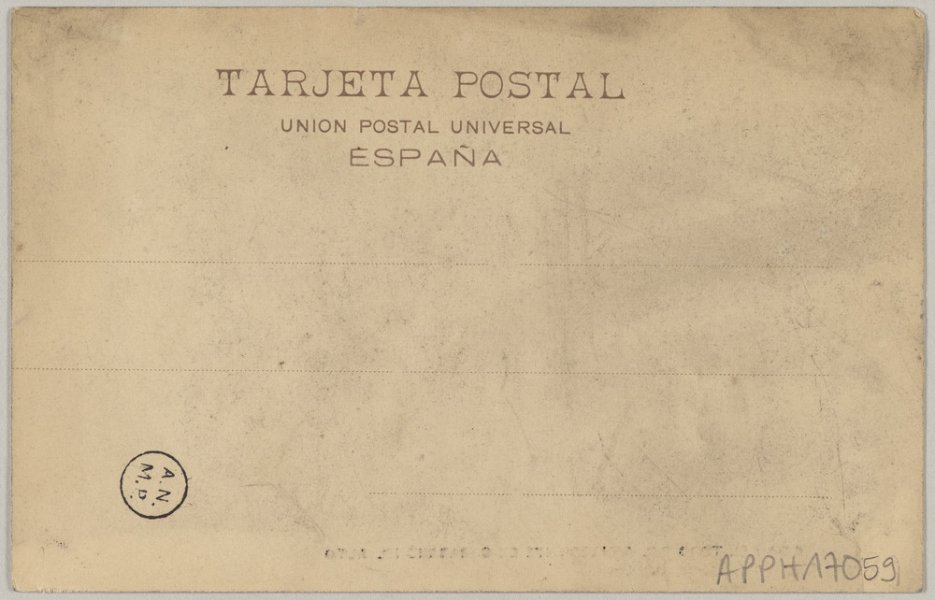 TARJETA POSTAL
UNION POSTAL UNIVERSAL
ESPAÑA
A.N.
M.P.
APPH17059